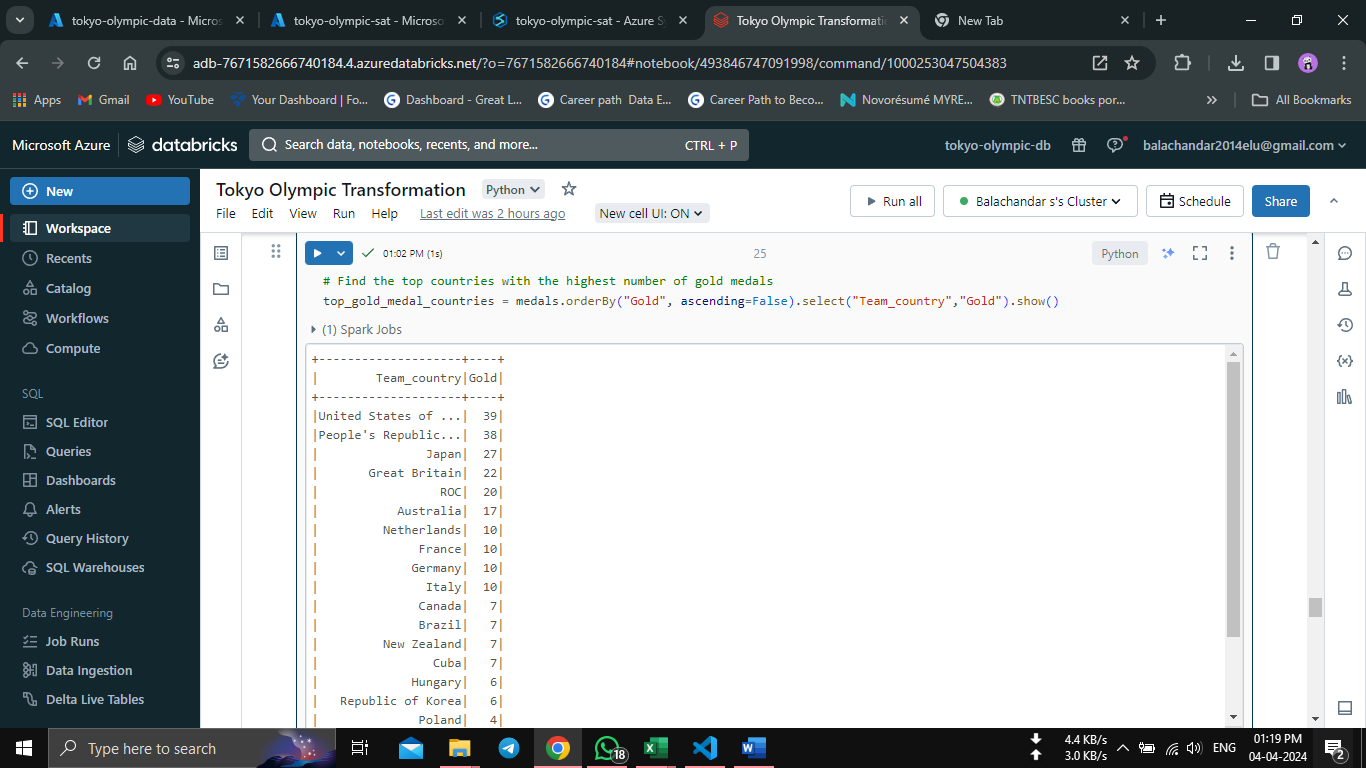 tokyo-olympic-data - Micros
tokyo-olympic-sat - Microso
tokyo-olympic-sat - Azure Sy
Tokyo Olympic Transformati
New Tab
adb-7671582666740184.4.azuredatabricks.net/?o=7671582666740184#notebook/493846747091998/command/1000253047504383
Apps
Gmail
YouTube
Your Dashboard | Fo...
Dashboard - Great L...
Career path Data E...
Career Path to Beco...
Novorésumé MYRE...
TNTBESC books por...
All Bookmarks
Microsoft Azure
databricks
Search data, notebooks, recents, and more...
CTRL + P
tokyo-olympic-db
balachandar2014elu@gmail.com
New
Workspace
Recents
Catalog
Workflows
Compute
SQL
SQL Editor
Queries
Dashboards
Alerts
Query History
SQL Warehouses
Data Engineering
Job Runs
Data Ingestion
Delta Live Tables
Tokyo Olympic Transformation
Python
File
Edit
View
Run
Help
Last edit was 2 hours ago
New cell UI: ON
Run all
Balachandar s's Cluster
Schedule
Share
01:02 PM (1s)
25
Python
# Find the top countries with the highest number of gold medals
top_gold_medal_countries = medals.orderBy("Gold", ascending=False).select("Team_country","Gold").show()
(1) Spark Jobs
+--------------------+----+
|        Team_country|Gold|
+--------------------+----+
|United States of ...|  39|
|People's Republic...|  38|
|               Japan|  27|
|       Great Britain|  22|
|                 ROC|  20|
|           Australia|  17|
|         Netherlands|  10|
|              France|  10|
|             Germany|  10|
|               Italy|  10|
|              Canada|   7|
|              Brazil|   7|
|         New Zealand|   7|
|                Cuba|   7|
|             Hungary|   6|
|   Republic of Korea|   6|
|              Poland|   4|
Type here to search
18
4.4 KB/s
3.0 KB/s
ENG
01:19 PM
04-04-2024
2